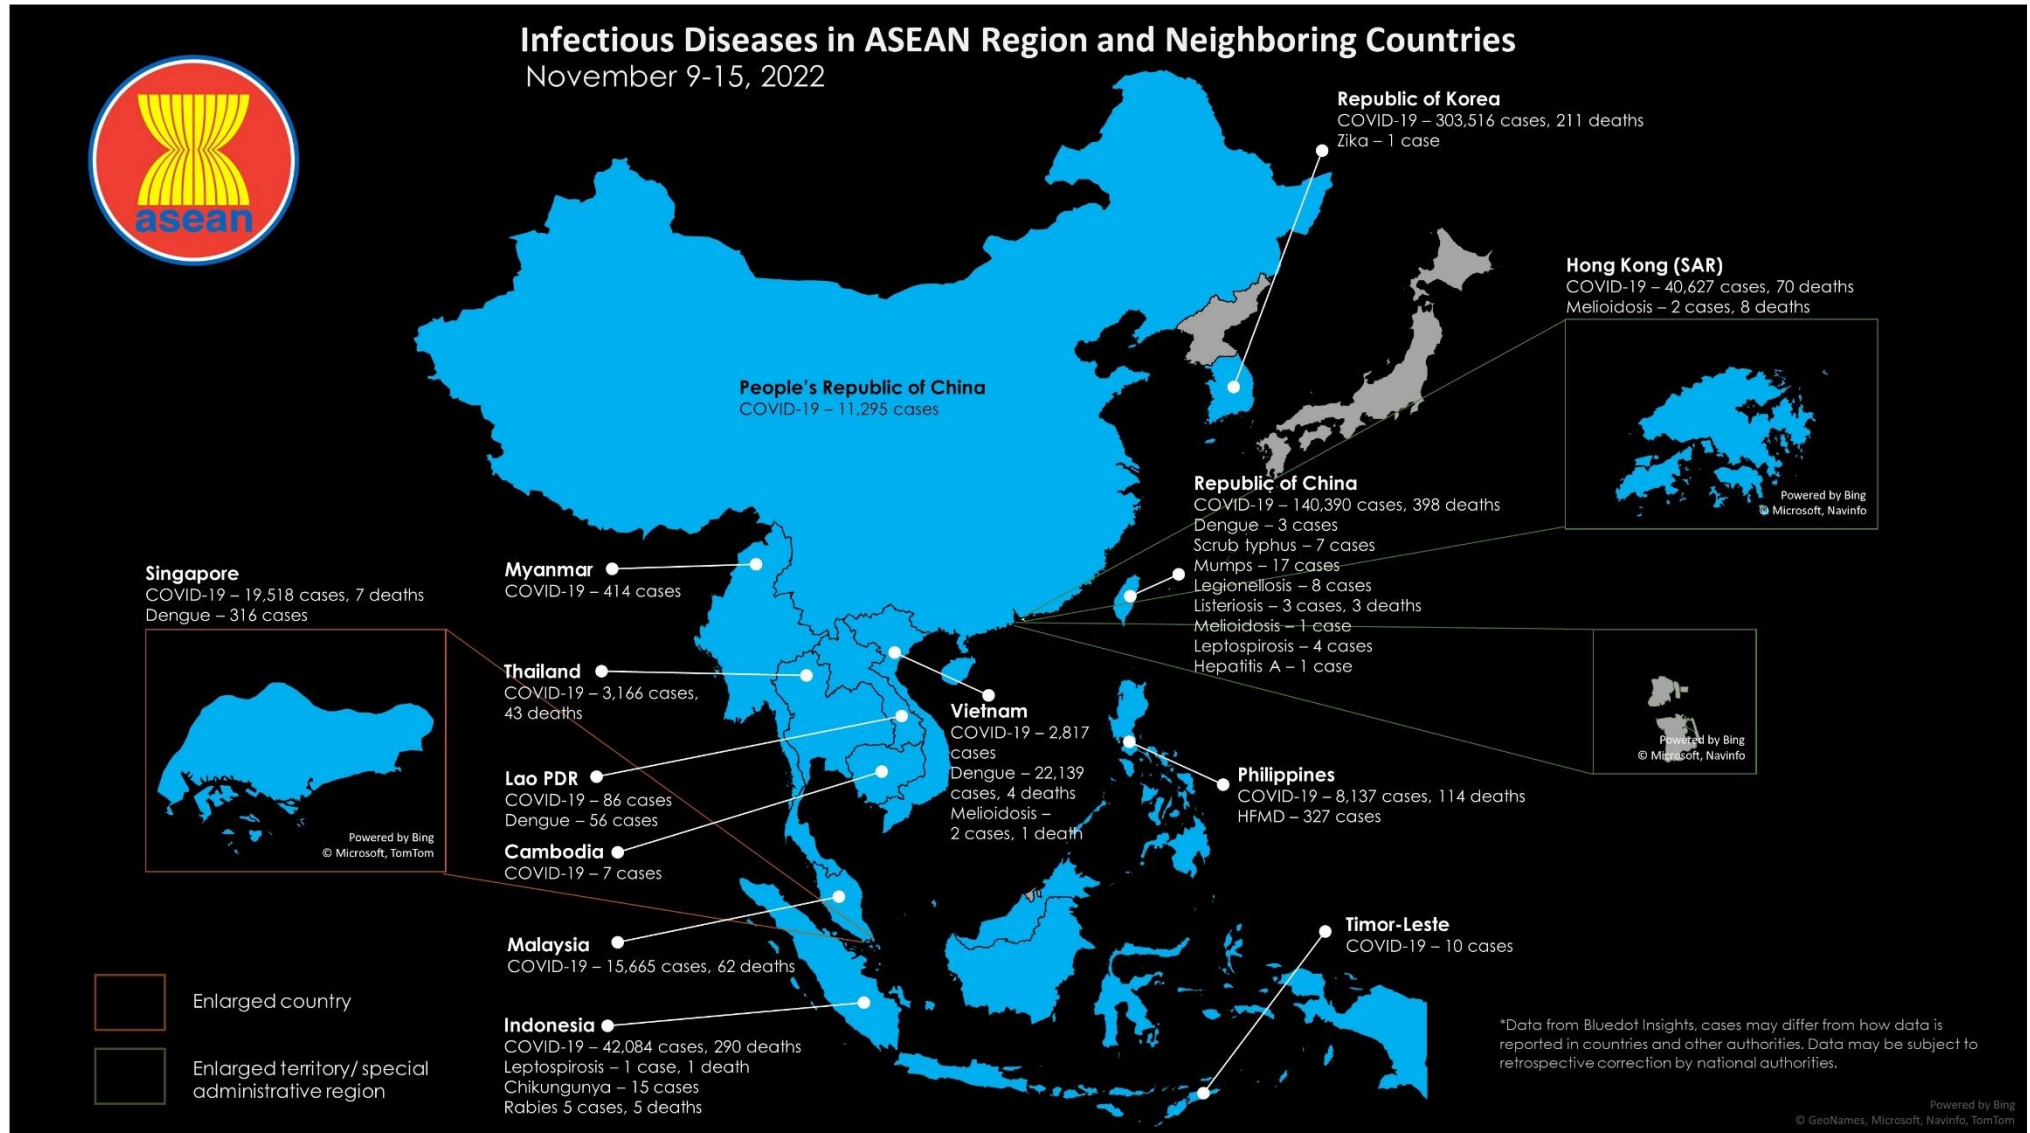 Infectious Diseases in ASEAN Region and Neighboring Countries
November 9-15, 2022
asean
Republic of Korea
COVID-19 – 303,516 cases, 211 deaths
Zika – 1 case
Hong Kong (SAR)
COVID-19 – 40,627 cases, 70 deaths
Melioidosis – 2 cases, 8 deaths
Powered by Bing
© Microsoft, Navinfo
People's Republic of China
COVID-19 – 11,295 cases
Republic of China
COVID-19 – 140,390 cases, 398 deaths
Dengue – 3 cases
Scrub typhus – 7 cases
Mumps – 17 cases
Legionellosis – 8 cases
Listeriosis – 3 cases, 3 deaths
Melioidosis – 1 case
Leptospirosis – 4 cases
Hepatitis A – 1 case
Singapore
COVID-19 – 19,518 cases, 7 deaths
Dengue – 316 cases
Powered by Bing
© Microsoft, TomTom
Myanmar
COVID-19 – 414 cases
Thailand
COVID-19 – 3,166 cases,
43 deaths
Lao PDR
COVID-19 – 86 cases
Dengue – 56 cases
Cambodia
COVID-19 – 7 cases
Vietnam
COVID-19 – 2,817
cases
Dengue – 22,139
cases, 4 deaths
Melioidosis –
2 cases, 1 death
Powered by Bing
© Microsoft, Navinfo
Philippines
COVID-19 – 8,137 cases, 114 deaths
HFMD – 327 cases
Malaysia
COVID-19 – 15,665 cases, 62 deaths
Timor-Leste
COVID-19 – 10 cases
Indonesia
COVID-19 – 42,084 cases, 290 deaths
Leptospirosis – 1 case, 1 death
Chikungunya – 15 cases
Rabies 5 cases, 5 deaths
Enlarged country
Enlarged territory/ special
administrative region
*Data from Bluedot Insights, cases may differ from how data is
reported in countries and other authorities. Data may be subject to
retrospective correction by national authorities.
Powered by Bing
© GeoNames, Microsoft, Navinfo, TomTom